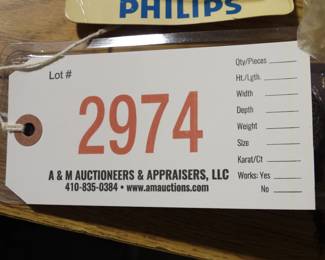 PHILIPS
Lot #
2974
Qty/Pieces
Ht./Lgth.
Width
Depth
Weight
Size
Karat/Ct
Works: Yes
No
A & M AUCTIONEERS & APPRAISERS, LLC
410-835-0384 • www.amauctions.com